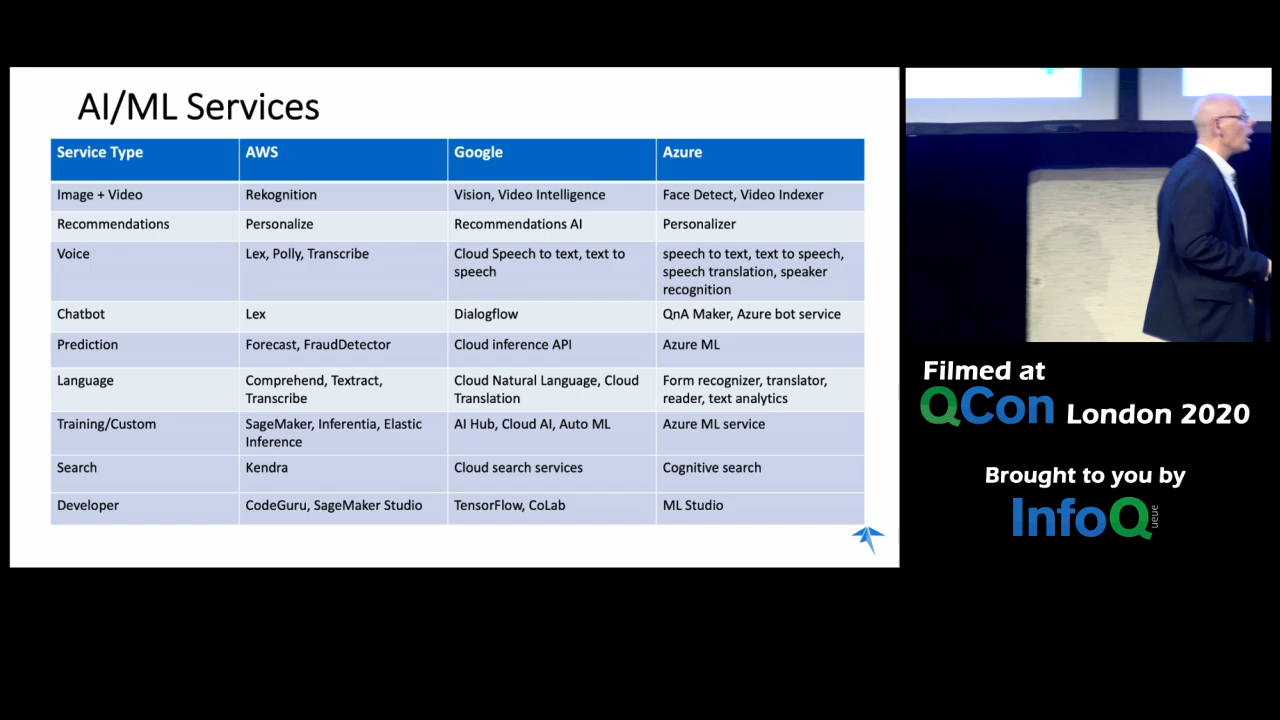 AI/ML Services
Service Type AWS Google Azure
Image + Video Rekognition Vision, Video Intelligence Face Detect, Video Indexer
Recommendations Personalize Recommendations AI Personalizer
Voice Lex, Polly, Transcribe Cloud Speech to text, text to speech speech to text, text to speech, speech translation, speaker recognition
Chatbot Lex Dialogflow QnA Maker, Azure bot service
Prediction Forecast, FraudDetector Cloud inference API Azure ML
Language Comprehend, Textract, Transcribe Cloud Natural Language, Cloud Translation Form recognizer, translator, reader, text analytics
Training/Custom SageMaker, Inferentia, Elastic Inference AI Hub, Cloud AI, Auto ML Azure ML service
Search Kendra Cloud search services Cognitive search
Developer CodeGuru, SageMaker Studio TensorFlow, CoLab ML Studio
Filmed at
QCon London 2020
Brought to you by
InfoQueue